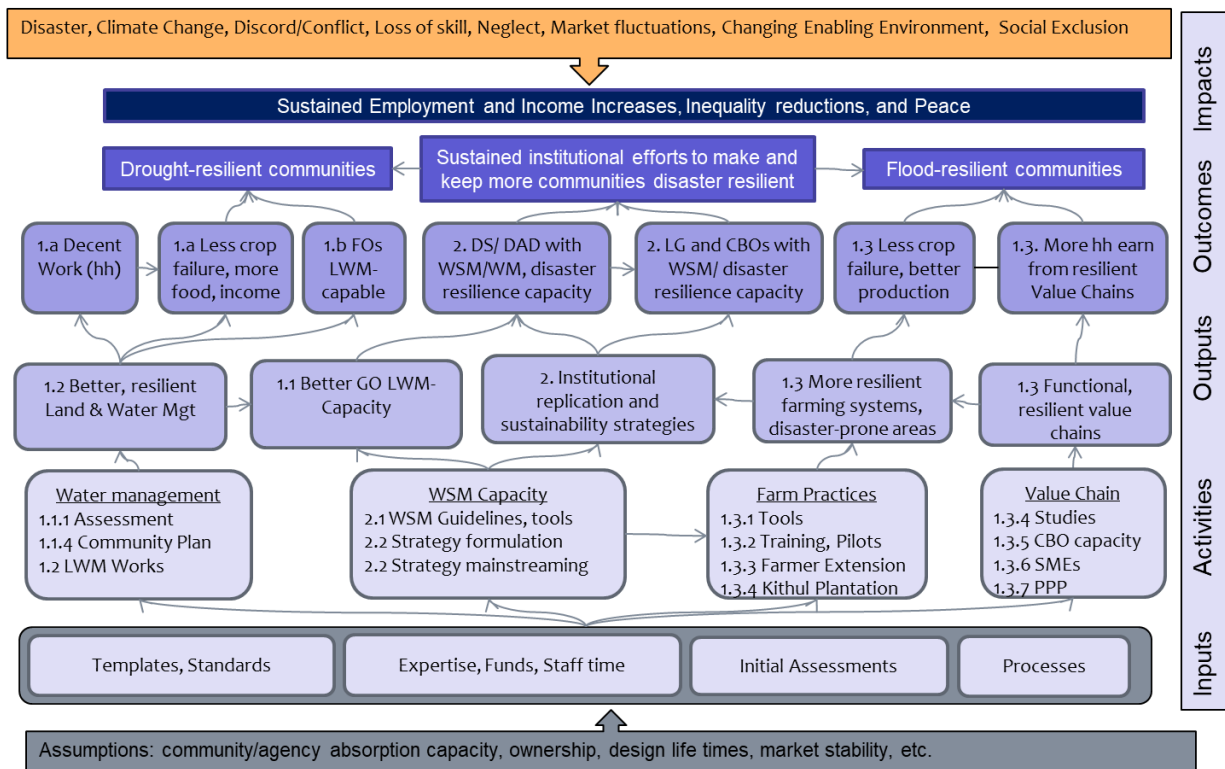 Disaster, Climate Change, Discord/Conflict, Loss of skill, Neglect, Market fluctuations, Changing Enabling Environment, Social Exclusion
Impacts
Sustained Employment and Income Increases, Inequality reductions, and Peace
Outcomes
Drought-resilient communities
Sustained institutional efforts to make and
keep more communities disaster resilient
Flood-resilient communities
1.a Decent
Work (hh)
1.a Less crop
failure, more
food, income
1.b FOs
LWM-
capable
2. DS/ DAD with
WSM/WM, disaster
resilience capacity
2. LG and CBOs with
WSM/ disaster
resilience capacity
1.3 Less crop
failure, better
production
1.3. More hh earn
from resilient
Value Chains
Outputs
1.2 Better, resilient
Land & Water Mgt
1.1 Better GO LWM-
Capacity
2. Institutional
replication and
sustainability strategies
1.3 More resilient
farming systems,
disaster-prone areas
1.3 Functional,
resilient value
chains
Activities
Water management
1.1.1 Assessment
1.1.4 Community Plan
1.2 LWM Works
WSM Capacity
2.1 WSM Guidelines, tools
2.2 Strategy formulation
2.2 Strategy mainstreaming
Farm Practices
1.3.1 Tools
1.3.2 Training, Pilots
1.3.3 Farmer Extension
1.3.4 Kithul Plantation
Value Chain
1.3.4 Studies
1.3.5 CBO capacity
1.3.6 SMEs
1.3.7 PPP
Inputs
Templates, Standards
Expertise, Funds, Staff time
Initial Assessments
Processes
Assumptions: community/agency absorption capacity, ownership, design life times, market stability, etc.